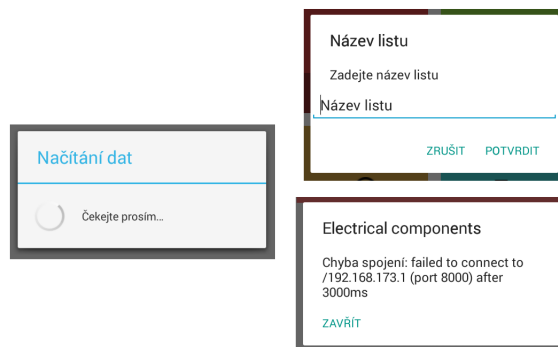 Načítání dat
Čekejte prosím...
Název listu
Zadejte název listu
Název listu
ZRUŠIT POTVRDIT
Electrical components
Chyba spojení: failed to connect to
/192.168.173.1 (port 8000) after
3000ms
ZAVŘÍT